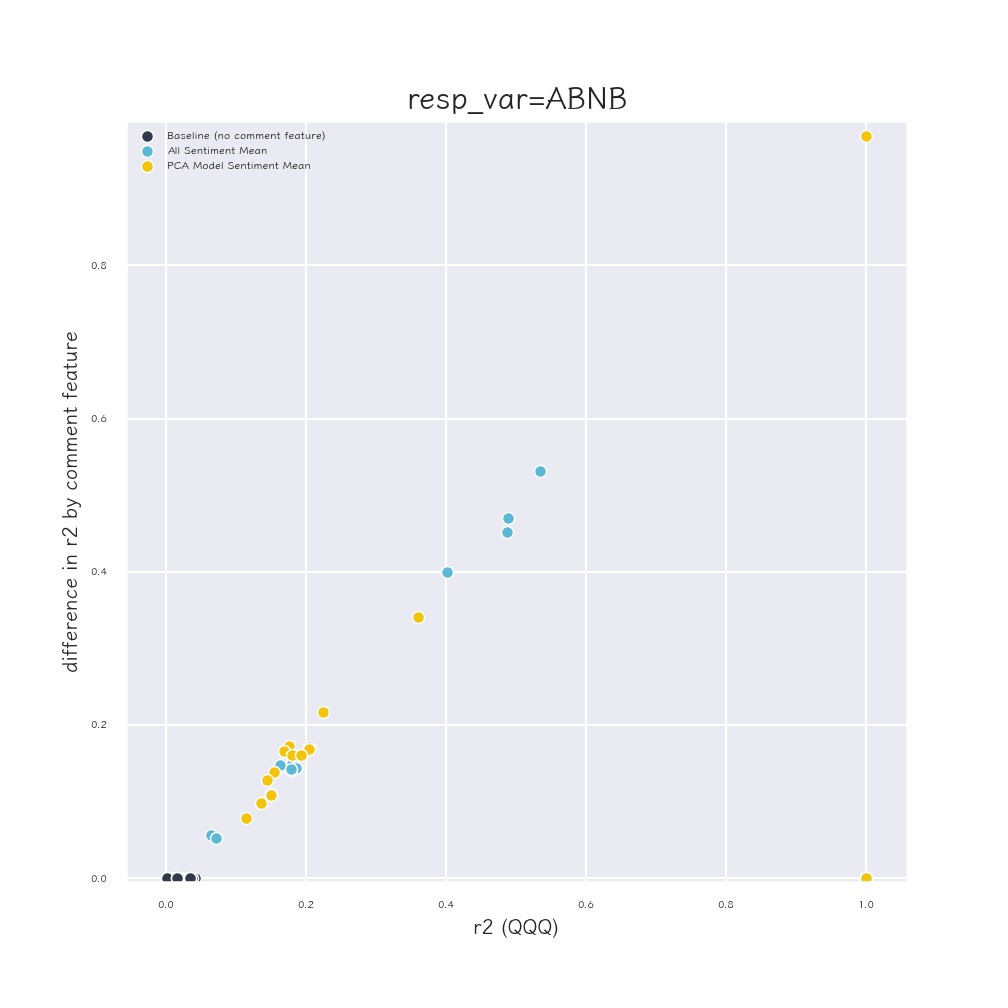 resp_var=ABNB
Baseline (no comment feature)
All Sentiment Mean
PCA Model Sentiment Mean
difference in r2 by comment feature
0.8
0.6
0.4
0.2
0.0
0.0 0.2 0.4 0.6 0.8 1.0
r2 (QQQ)